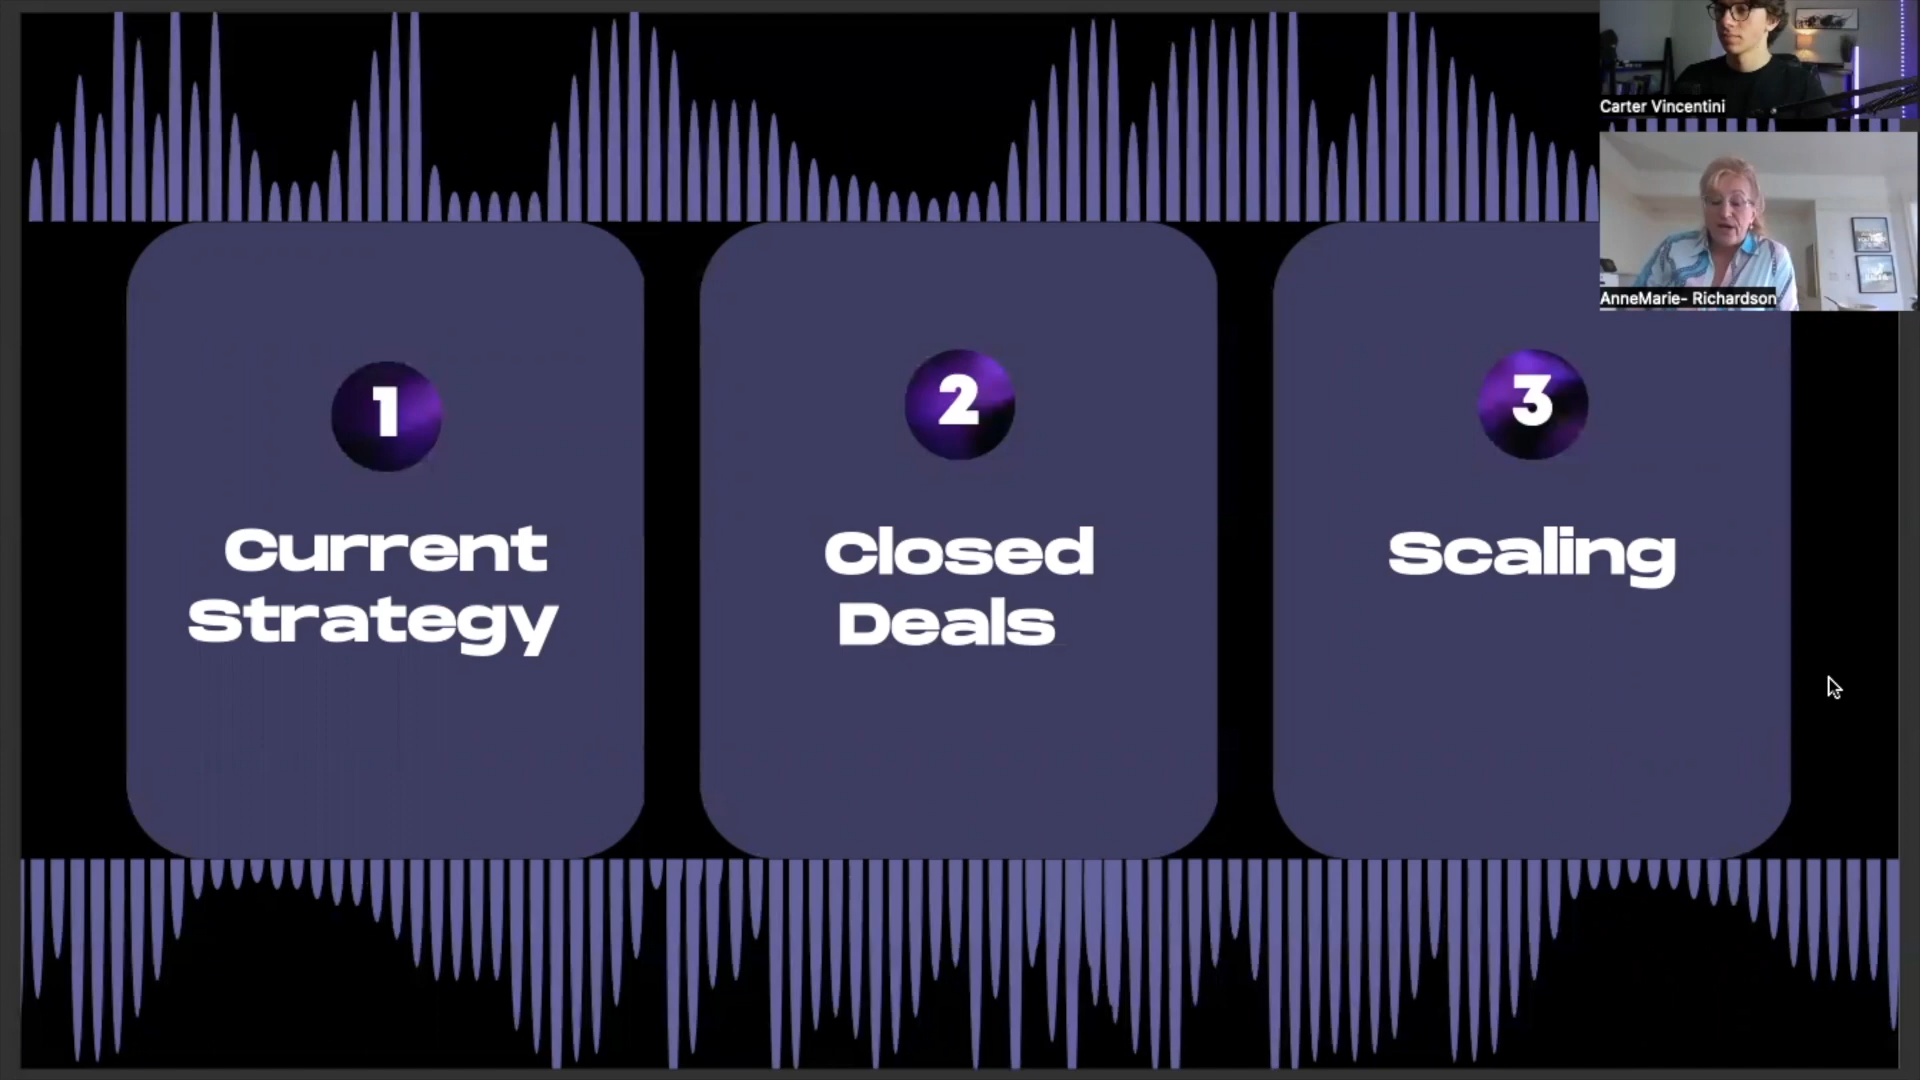 Carter Vincentini
AnneMarie- Richardson
1
Current
Strategy
2
Closed
Deals
3
Scaling